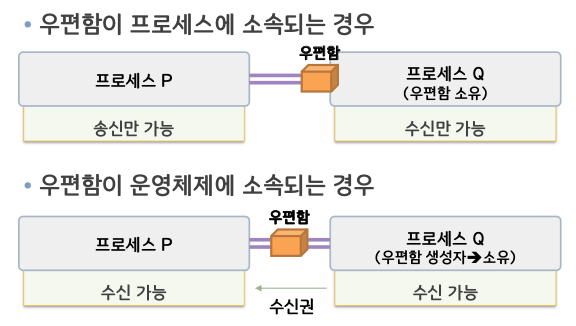 • 우편함이 프로세스에 소속되는 경우
우편함
프로세스 P
프로세스 Q
(우편함 소유)
송신만 가능
수신만 가능
• 우편함이 운영체제에 소속되는 경우
우편함
프로세스 P
프로세스 Q
(우편함 생성자➔소유)
수신 가능
수신 가능
수신권